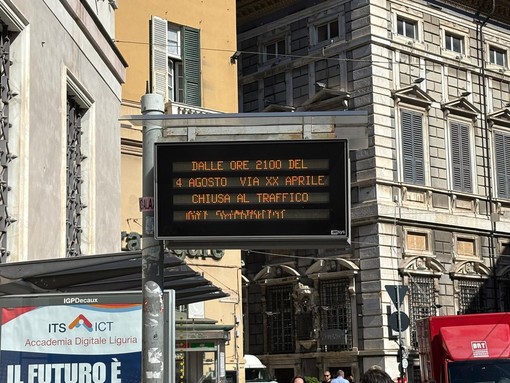 DALLE ORE 2100 DEL
4 AGOSTO VIA XX APRILE
CHIUSA AL TRAFFICO
IGPDecaux
ITS ICT
Accademia Digitale Liguria
IL FUTURO È